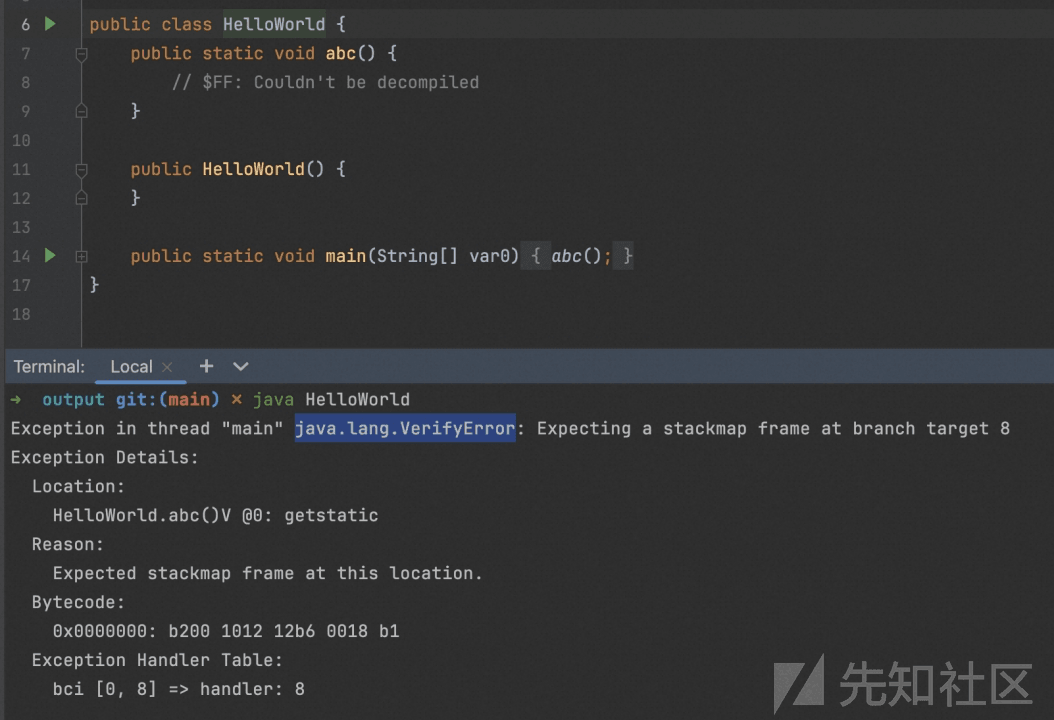 6 public class HelloWorld {
7 public static void abc() {
8 // $FF: Couldn't be decompiled
9 }
10
11 public HelloWorld() {
12 }
13
14 public static void main(String[] var0) { abc(); }
17 }
18
Terminal: Local × +
→ output git:(main) × java HelloWorld
Exception in thread "main" java.lang.VerifyError: Expecting a stackmap frame at branch target 8
Exception Details:
Location:
HelloWorld.abc()V @0: getstatic
Reason:
Expected stackmap frame at this location.
Bytecode:
0x0000000: b200 1012 12b6 0018 b1
Exception Handler Table:
bci [0, 8] => handler: 8
先知社区